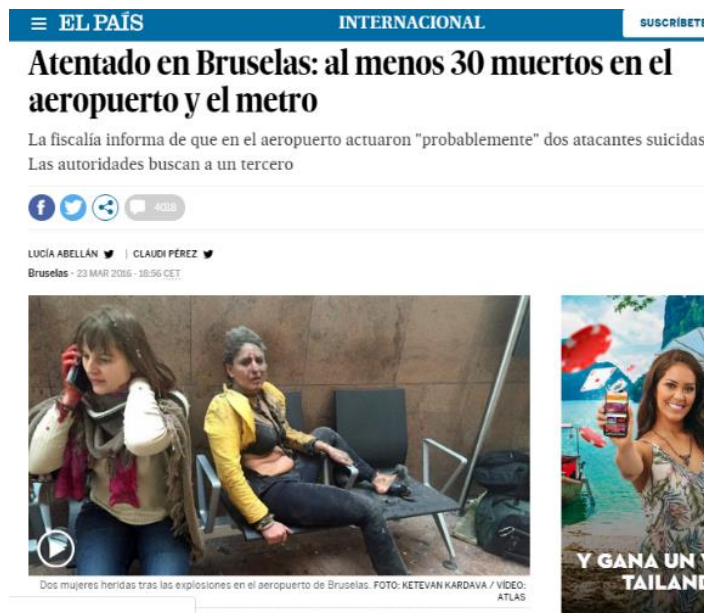 EL PAÍS
INTERNACIONAL
SUSCRÍBETE
Atentado en Bruselas: al menos 30 muertos en el
aeropuerto y el metro
La fiscalía informa de que en el aeropuerto actuaron "probablemente" dos atacantes suicidas
Las autoridades buscan a un tercero
4018
LUCÍA ABELLÁN | CLAUDI PÉREZ
Bruselas - 23 MAR 2016 - 18:56 CET
Dos mujeres heridas tras las explosiones en el aeropuerto de Bruselas. FOTO: KETEVAN KARDAVA / VÍDEO:
ATLAS
Y GANA UN
TAILAND